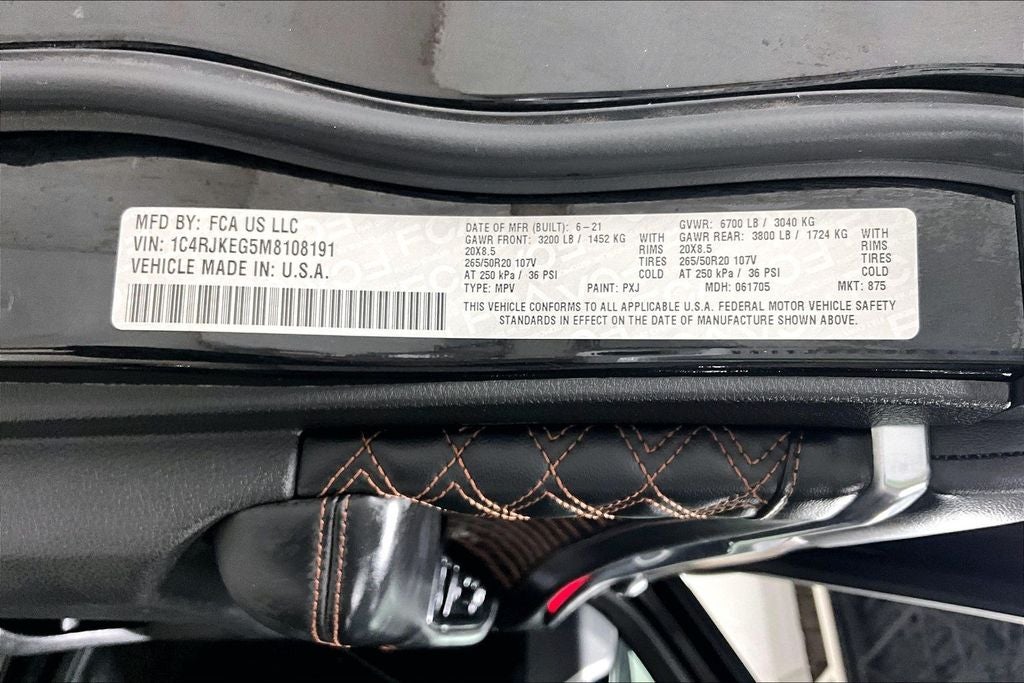 MFD BY: FCA US LLC
VIN: 1C4RJKEG5M8108191
VEHICLE MADE IN: U.S.A.
DATE OF MFR (BUILT): 6-21
GAWR FRONT: 3200 LB / 1452 KG WITH
20X8.5 RIMS
265/50R20 107V TIRES
AT 250 kPa / 36 PSI COLD
TYPE: MPV PAINT: PXJ
GVWR: 6700 LB / 3040 KG
GAWR REAR: 3800 LB / 1724 KG WITH
20X8.5 RIMS
265/50R20 107V TIRES
AT 250 kPa / 36 PSI COLD
MDH: 061705 MKT: 875
THIS VEHICLE CONFORMS TO ALL APPLICABLE U.S.A. FEDERAL MOTOR VEHICLE SAFETY
STANDARDS IN EFFECT ON THE DATE OF MANUFACTURE SHOWN ABOVE.